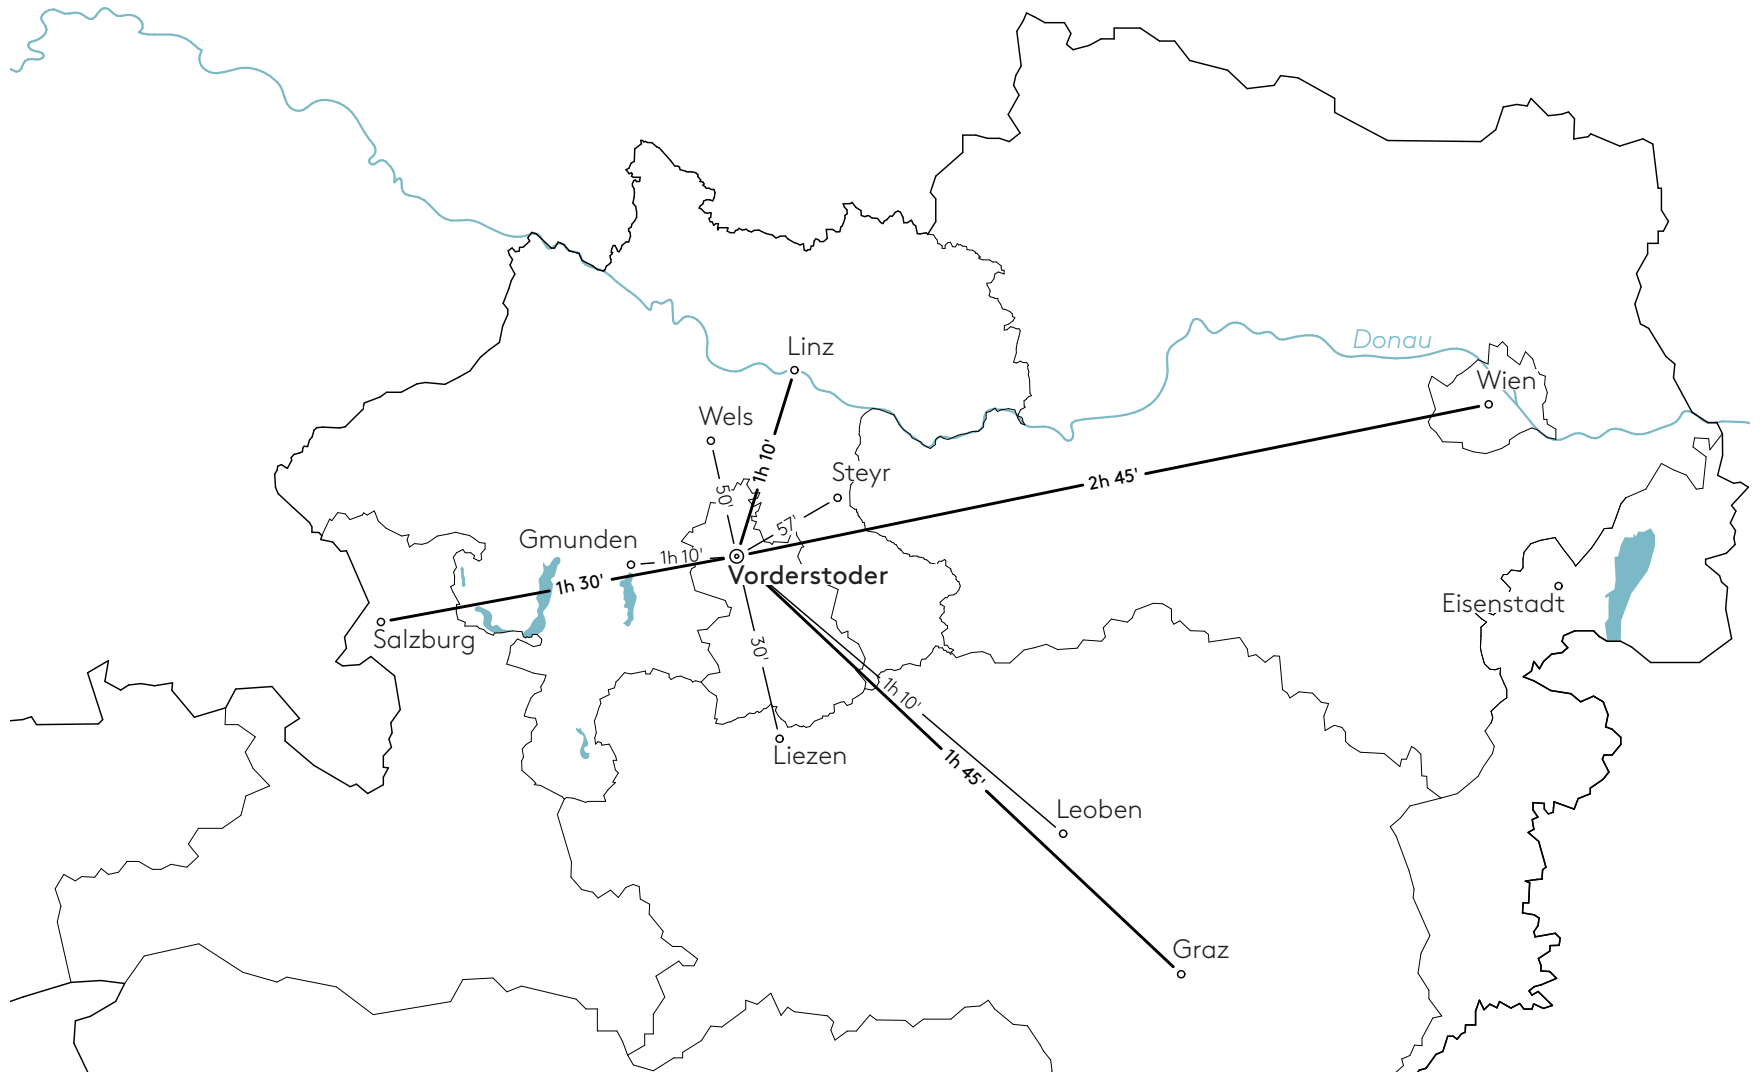 Donau
Linz
Wien
Wels
1h 10'
Steyr
2h 45'
50'
57'
Gmunden
1h 10'
Vorderstoder
1h 30'
Eisenstadt
Salzburg
30'
1h 10'
Liezen
1h 45'
Leoben
Graz